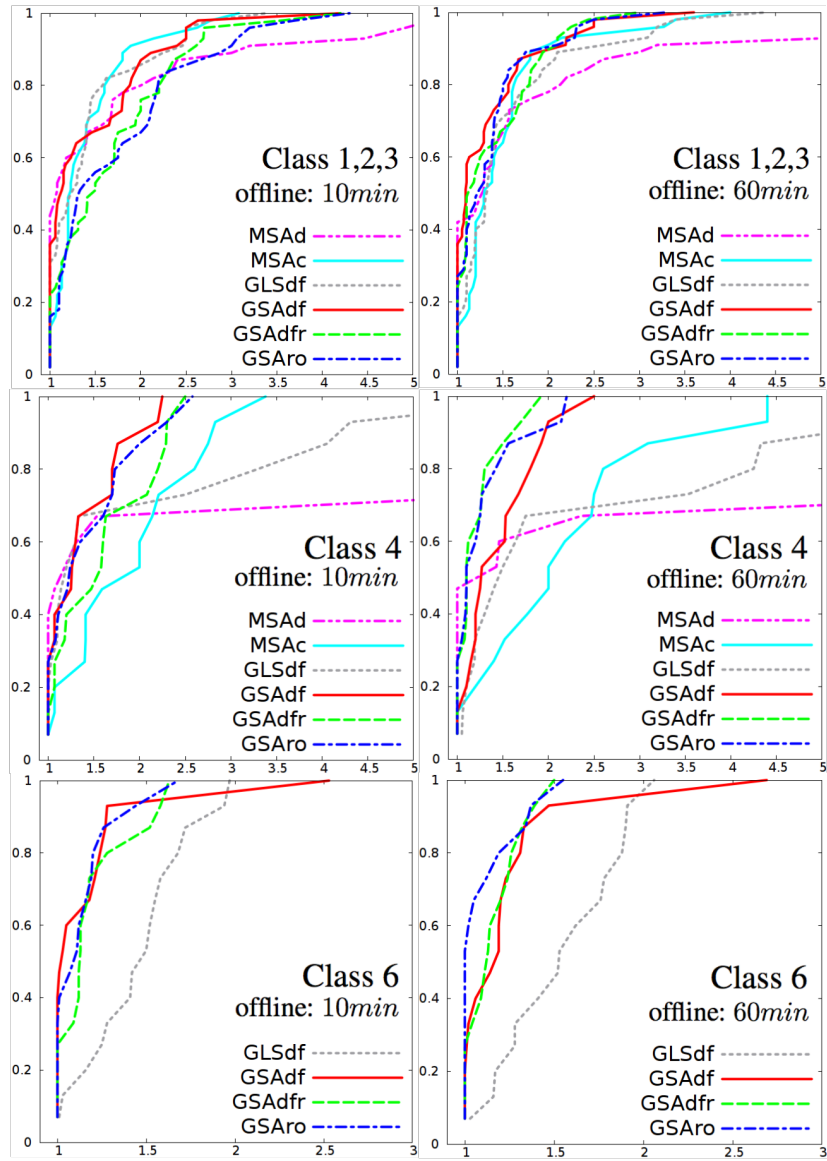 1
0.8
0.6
0.4
0.2
0
1 1.5 2 2.5 3 3.5 4 4.5 5
Class 1,2,3
offline: 10min
MSAd
MSAc
GLSdf
GSAdf
GSAdfr
GSAro
1
0.8
0.6
0.4
0.2
0
1 1.5 2 2.5 3 3.5 4 4.5 5
Class 1,2,3
offline: 60min
MSAd
MSAc
GLSdf
GSAdf
GSAdfr
GSAro
1
0.8
0.6
0.4
0.2
0
1 1.5 2 2.5 3 3.5 4 4.5 5
Class 4
offline: 10min
MSAd
MSAc
GLSdf
GSAdf
GSAdfr
GSAro
1
0.8
0.6
0.4
0.2
0
1 1.5 2 2.5 3 3.5 4 4.5 5
Class 4
offline: 60min
MSAd
MSAc
GLSdf
GSAdf
GSAdfr
GSAro
1
0.8
0.6
0.4
0.2
0
1 1.5 2 2.5 3
Class 6
offline: 10min
GLSdf
GSAdf
GSAdfr
GSAro
1
0.8
0.6
0.4
0.2
0
1 1.5 2 2.5 3
Class 6
offline: 60min
GLSdf
GSAdf
GSAdfr
GSAro